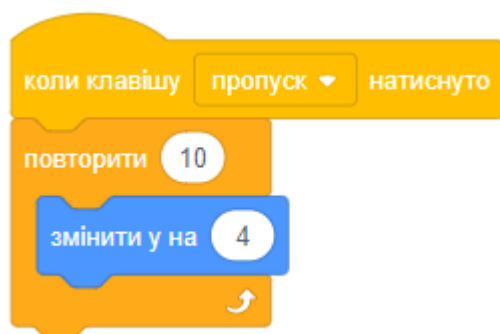 коли клавішу пропуск натиснуто
повторити 10
змінити y на 4